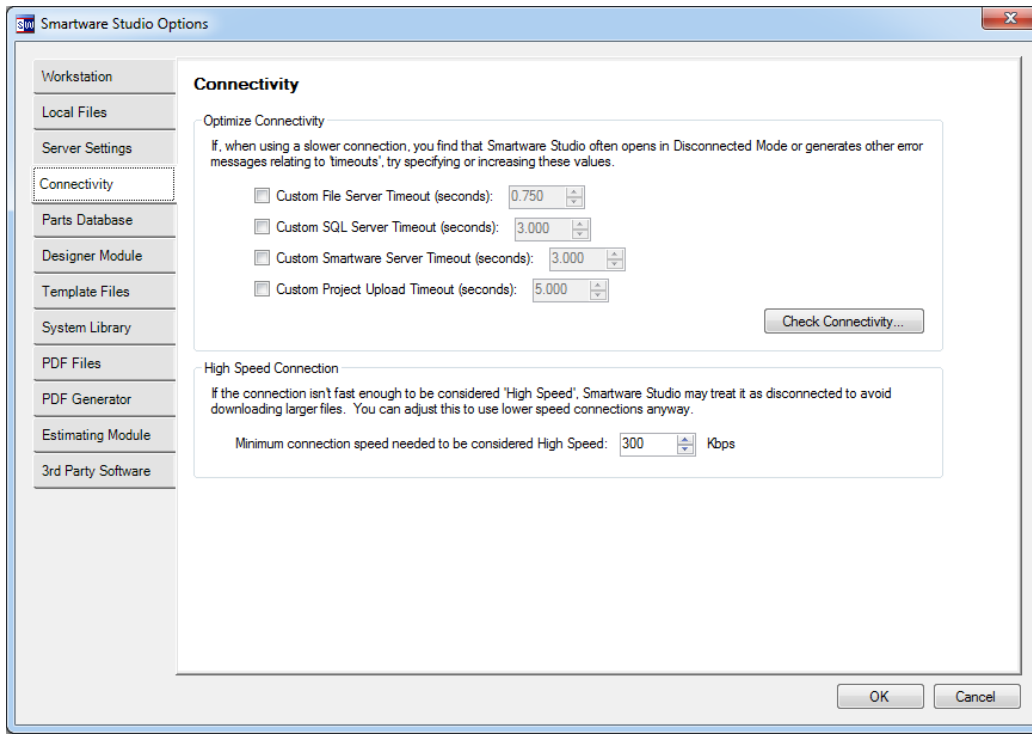 SW Smartware Studio Options
X
Workstation
Local Files
Server Settings
Connectivity
Parts Database
Designer Module
Template Files
System Library
PDF Files
PDF Generator
Estimating Module
3rd Party Software
Connectivity
Optimize Connectivity
If, when using a slower connection, you find that Smartware Studio often opens in Disconnected Mode or generates other error
messages relating to 'timeouts', try specifying or increasing these values.
Custom File Server Timeout (seconds): 0.750
Custom SQL Server Timeout (seconds): 3.000
Custom Smartware Server Timeout (seconds): 3.000
Custom Project Upload Timeout (seconds): 5.000
Check Connectivity...
High Speed Connection
If the connection isn't fast enough to be considered 'High Speed', Smartware Studio may treat it as disconnected to avoid
downloading larger files. You can adjust this to use lower speed connections anyway.
Minimum connection speed needed to be considered High Speed: 300 Kbps
OK Cancel